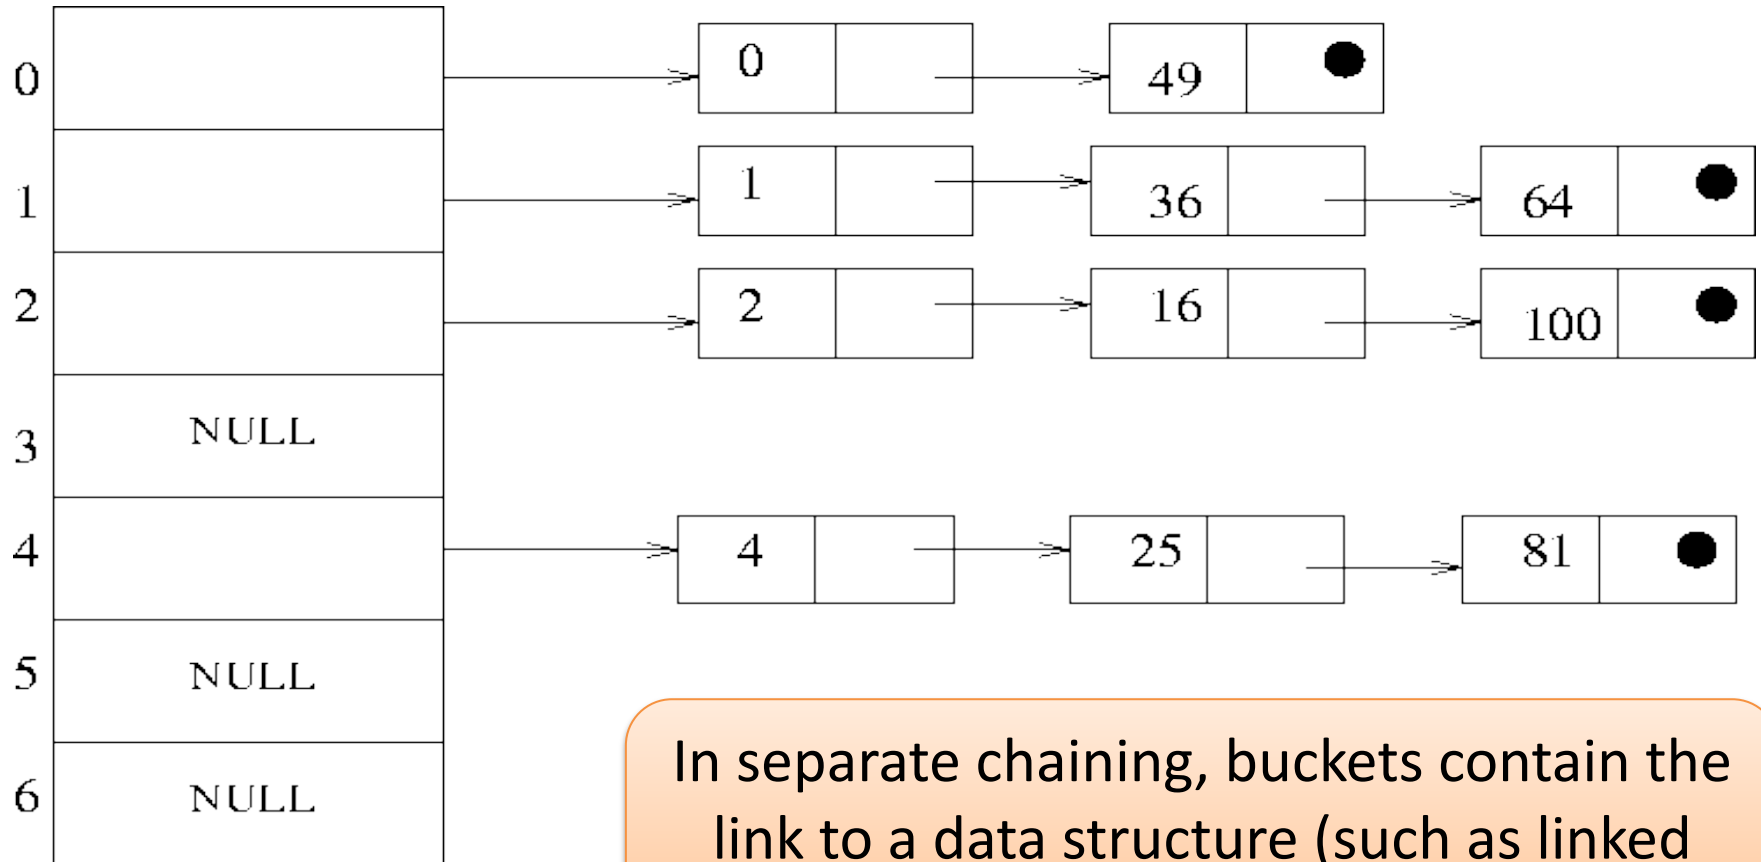 0 0 49
1 1 36 64
2 2 16 100
3 NULL
4 4 25 81
5 NULL
6 NULL
In separate chaining, buckets contain the
link to a data structure (such as linked